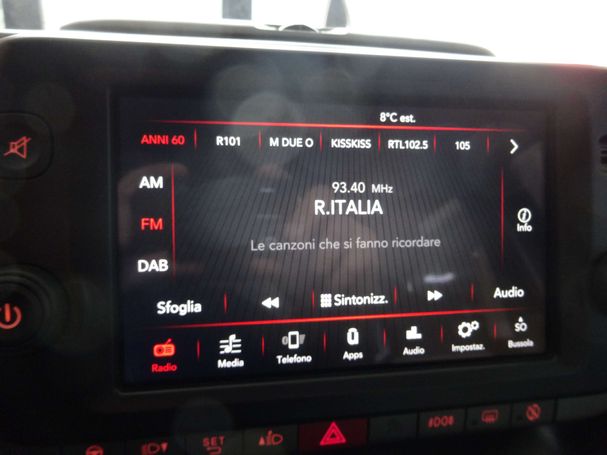 8°C est.
ANNI 60 R101 M DUE O KISSKISS RTL102.5 105
AM
93.40 MHz
R.ITALIA
FM
Info
Le canzoni che si fanno ricordare
DAB
Sfoglia Sintonizz. Audio
SO
Radio Media Telefono Apps Audio Impostaz. Bussola
SET